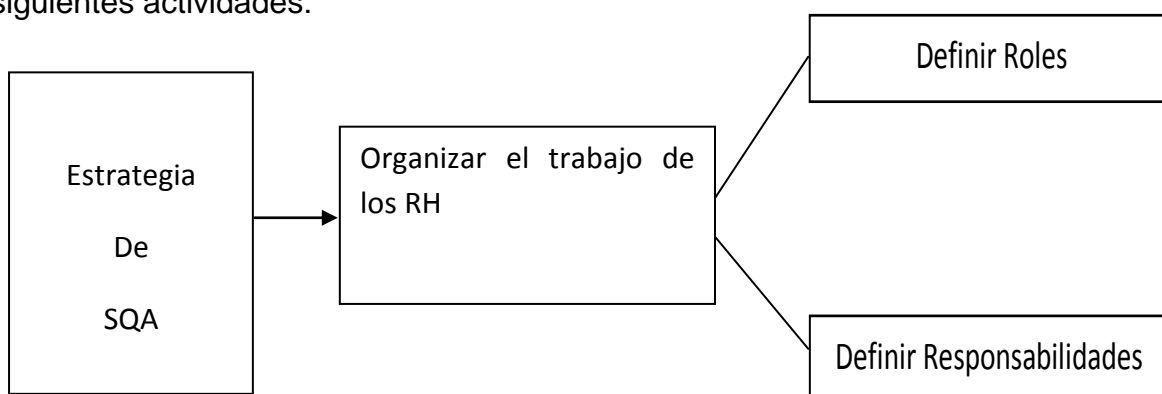 siguientes actividades.
Definir Roles
Estrategia
De
SQA
Organizar el trabajo de
los RH
Definir Responsabilidades